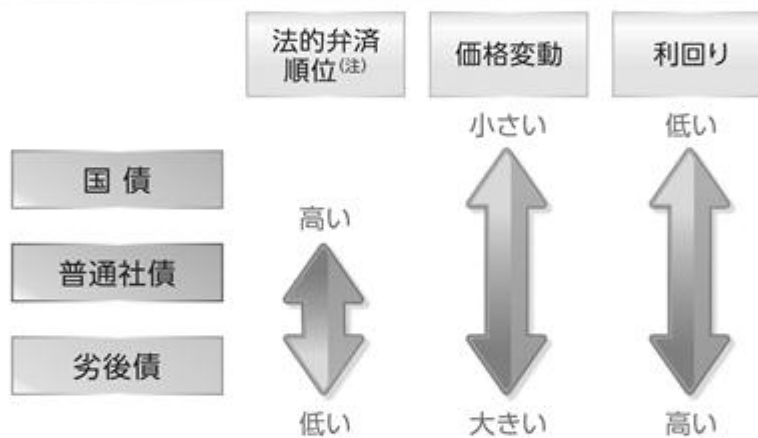 法的弁済
順位(注)
価格変動
利回り
小さい
低い
国債
高い
普通社債
劣後債
低い
大きい
高い